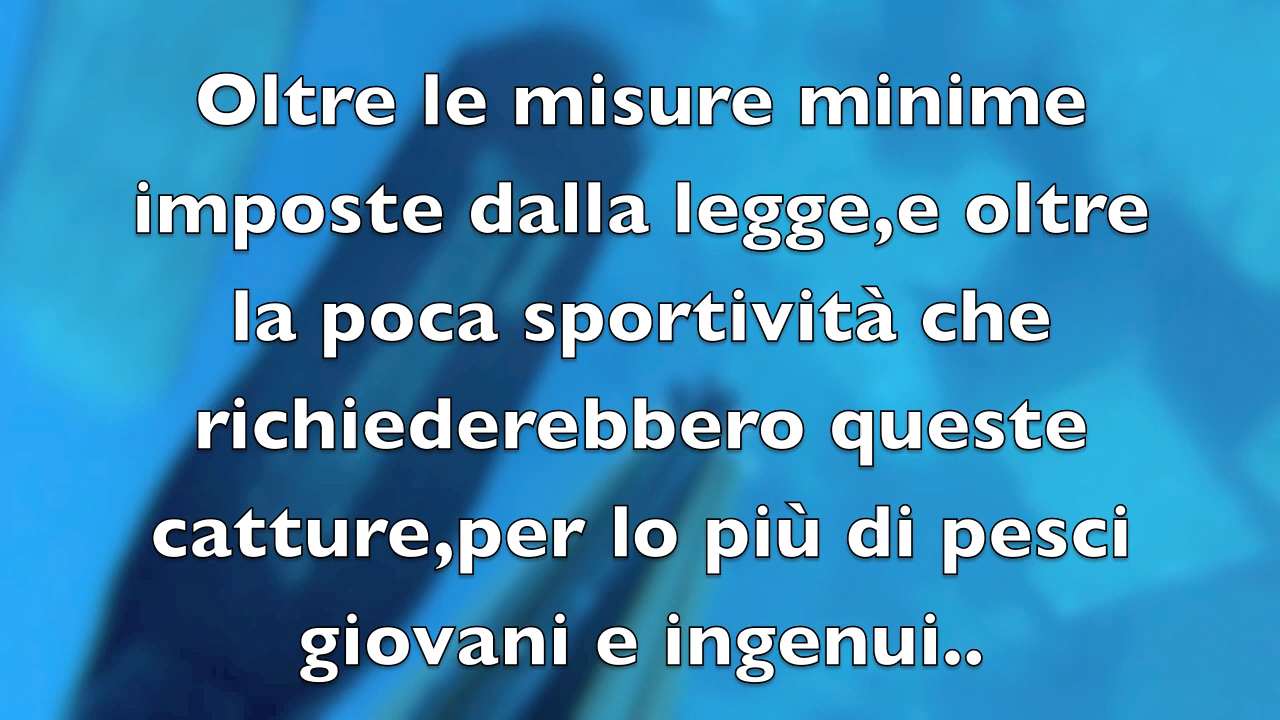 Oltre le misure minime
imposte dalla legge,e oltre
la poca sportività che
richiederebbero queste
catture,per lo più di pesci
giovani e ingenui..